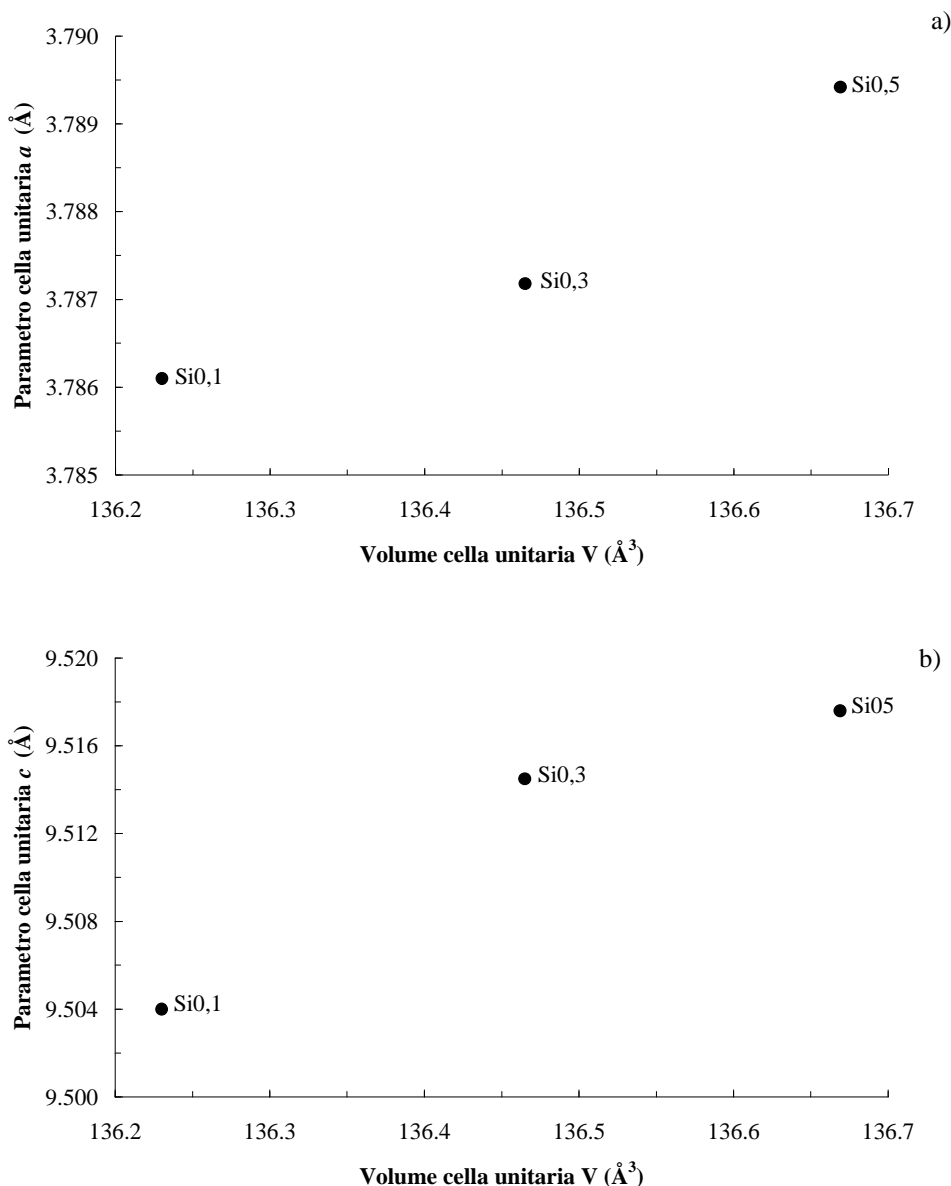 a)
3.790
Si0,5
3.789
3.788
Si0,3
3.787
Si0,1
3.786
3.785
Parametro cella unitaria a (Å)
136.2 136.3 136.4 136.5 136.6 136.7
Volume cella unitaria V (Å³)
b)
9.520
Si05
9.516
Si0,3
9.512
9.508
Si0,1
9.504
9.500
Parametro cella unitaria c (Å)
136.2 136.3 136.4 136.5 136.6 136.7
Volume cella unitaria V (Å³)